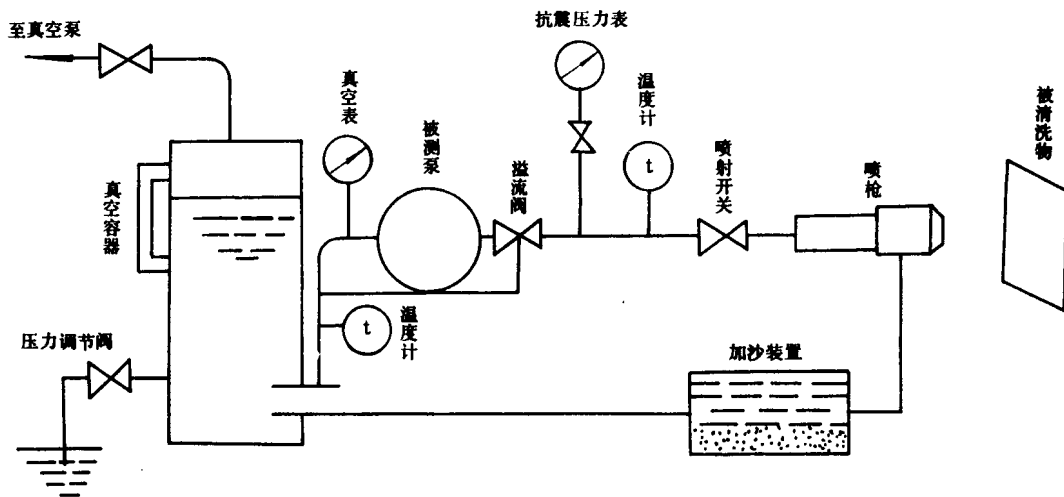 至真空泵
抗震压力表
真空表
被测泵
溢流阀
温度计
t
喷射开关
喷枪
被清洗物
真空容器
压力调节阀
t
温度计
加沙装置